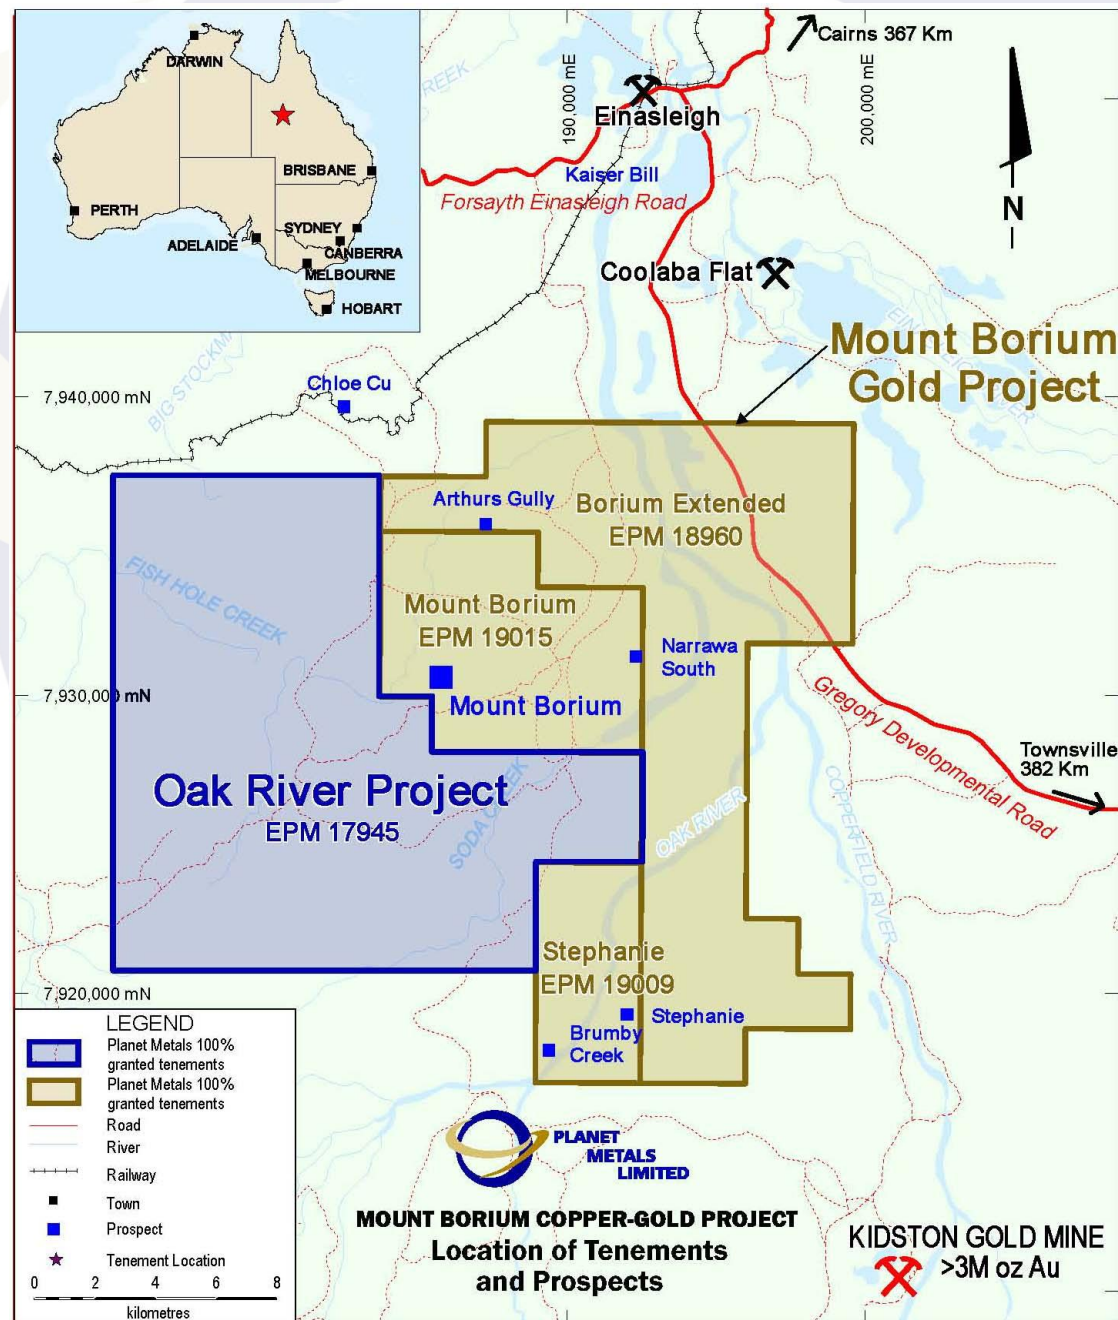 DARWIN
BRISBANE
PERTH
SYDNEY
ADELAIDE
CANBERRA
MELBOURNE
HOBART
CREEK
190,000 mE
Cairns 367 Km
200,000 mE
Einasleigh
Kaiser Bill
Forsayth Einasleigh Road
N
Coolaba Flat
Mount Borium
Gold Project
Chloe Cu
7,940,000 mN
Arthurs Gully
Borium Extended
EPM 18960
FISH HOLE CREEK
Mount Borium
EPM 19015
Narrawa
South
7,930,000 mN
Mount Borium
Gregory Developmental Road
Townsville
382 Km
Oak River Project
EPM 17945
SODA CREEK
OAK RIVER
COPPERFIELD RIVER
Stephanie
EPM 19009
7,920,000 mN
Stephanie
Brumby
Creek
LEGEND
Planet Metals 100%
granted tenements
Planet Metals 100%
granted tenements
Road
River
Railway
Town
Prospect
Tenement Location
0 2 4 6 8
kilometres
PLANET
METALS
LIMITED
MOUNT BORIUM COPPER-GOLD PROJECT
Location of Tenements
and Prospects
KIDSTON GOLD MINE
>3M oz Au